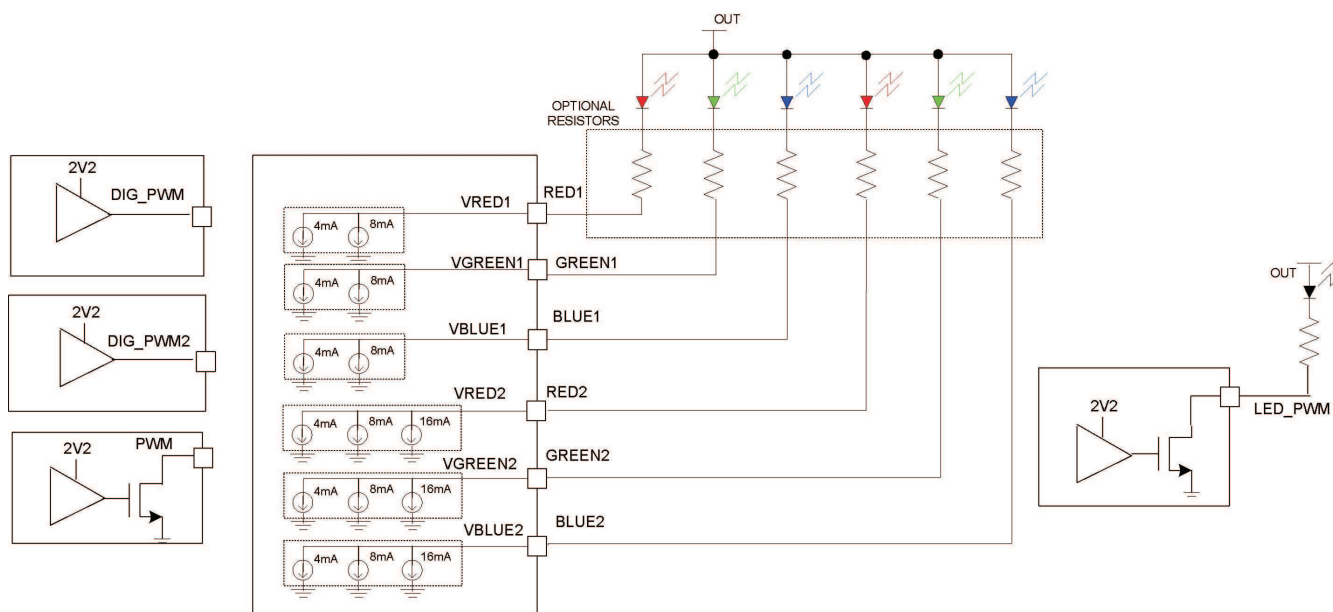 OUT
OPTIONAL
RESISTORS
2V2
DIG_PWM
2V2
DIG_PWM2
2V2
PWM
VRED1
RED1
4mA
8mA
VGREEN1
GREEN1
4mA
8mA
VBLUE1
BLUE1
4mA
8mA
VRED2
RED2
4mA
8mA
16mA
VGREEN2
GREEN2
4mA
8mA
16mA
VBLUE2
BLUE2
4mA
8mA
16mA
OUT
2V2
LED_PWM